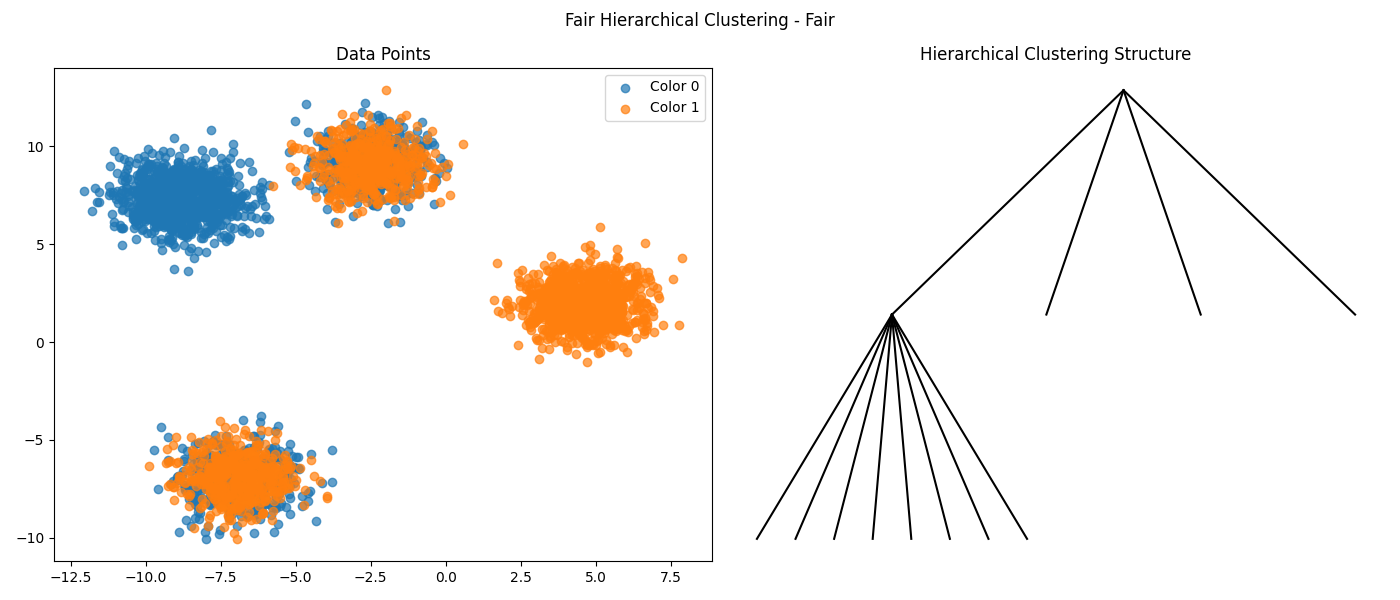 Fair Hierarchical Clustering - Fair
Data Points
Hierarchical Clustering Structure
Color 0
Color 1
10
5
0
−5
−10
−12.5 −10.0 −7.5 −5.0 −2.5 0.0 2.5 5.0 7.5